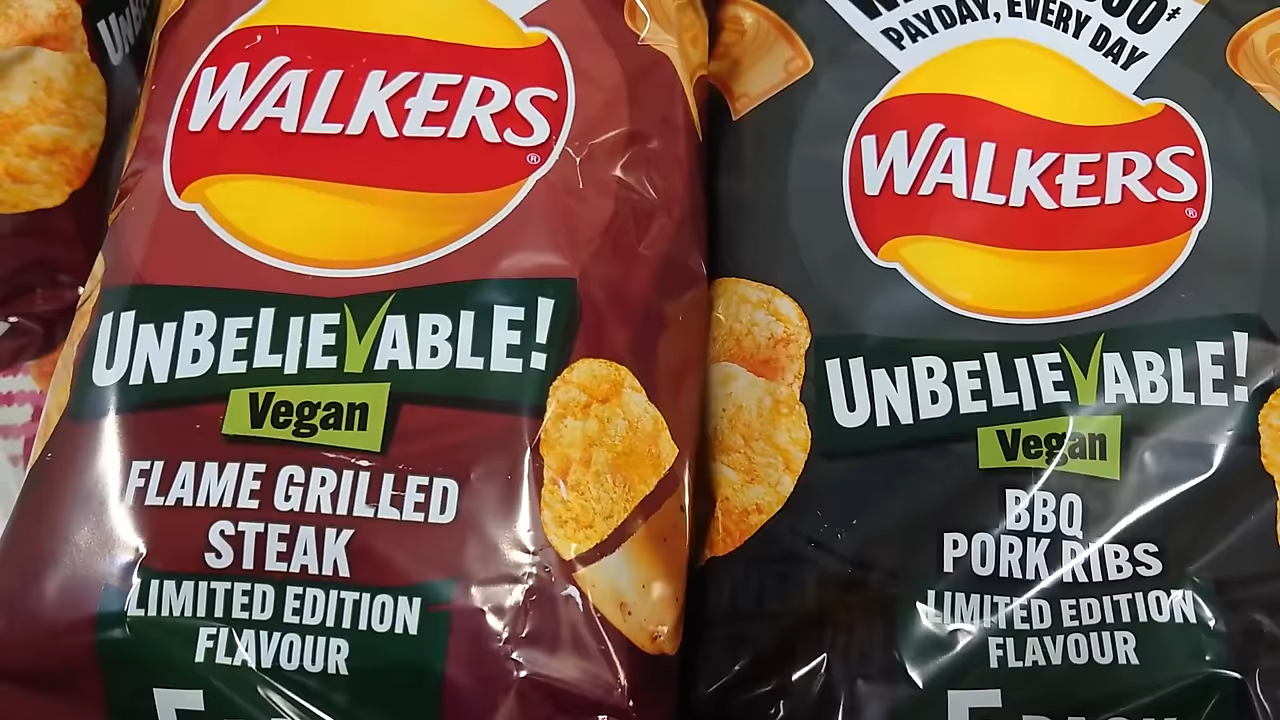 WALKERS
®
UNBELIEVABLE!
Vegan
FLAME GRILLED
STEAK
LIMITED EDITION
FLAVOUR
PAYDAY, EVERY DAY
WALKERS
®
UNBELIEVABLE!
Vegan
BBQ
PORK RIBS
LIMITED EDITION
FLAVOUR